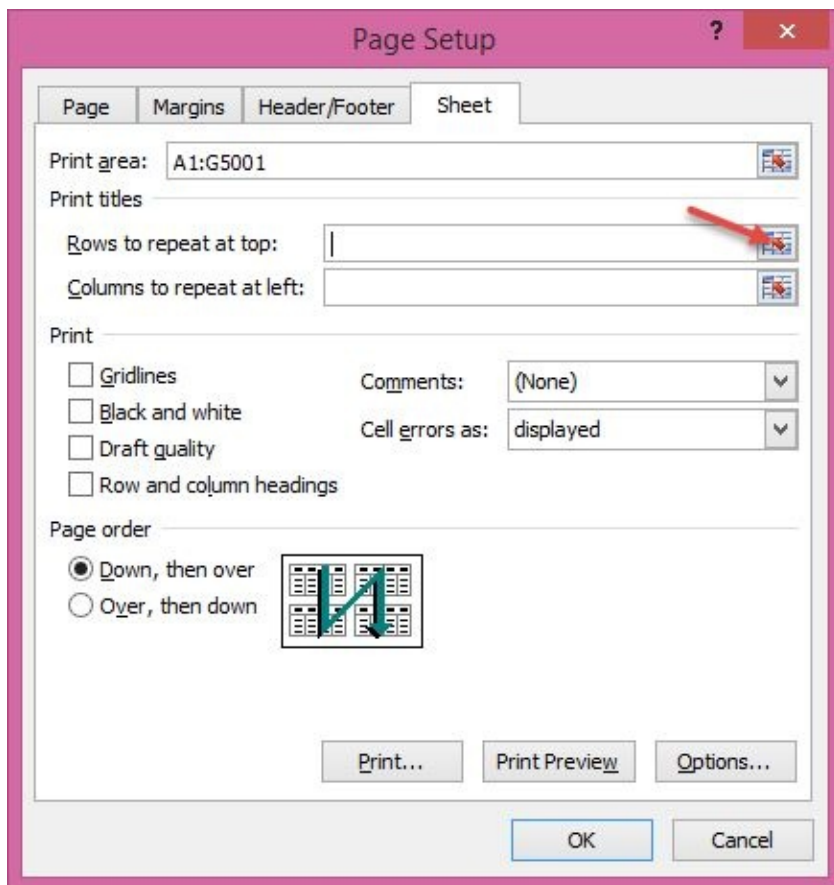 Page Setup ? ×
Page Margins Header/Footer Sheet
Print area: A1:G5001
Print titles
Rows to repeat at top:
Columns to repeat at left:
Print
Gridlines
Comments: (None)
Black and white
Cell errors as: displayed
Draft quality
Row and column headings
Page order
Down, then over
Over, then down
Print... Print Preview Options...
OK Cancel